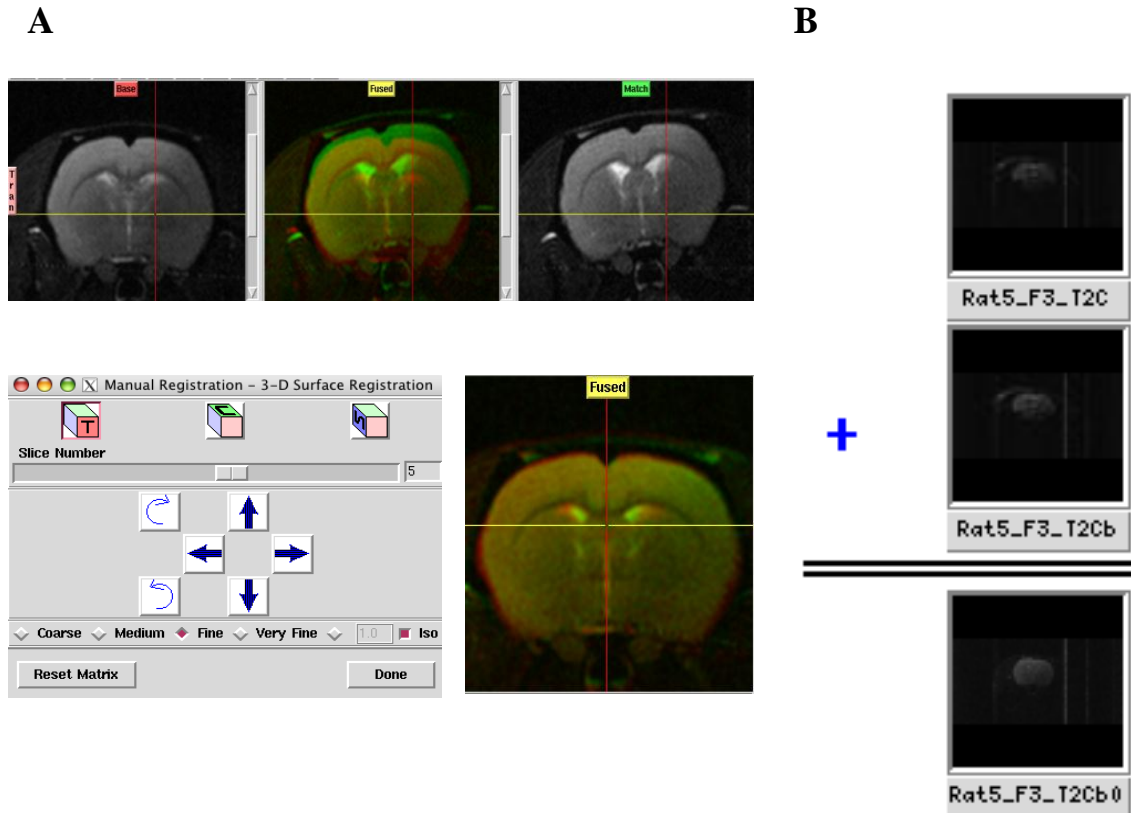 A
B
Base
Fused
Match
Tran
Manual Registration - 3-D Surface Registration
Slice Number
5
Coarse
Medium
Fine
Very Fine
1.0
Iso
Reset Matrix
Done
Fused
Rat5_F3_T2C
+
Rat5_F3_T2Cb
Rat5_F3_T2Cb0